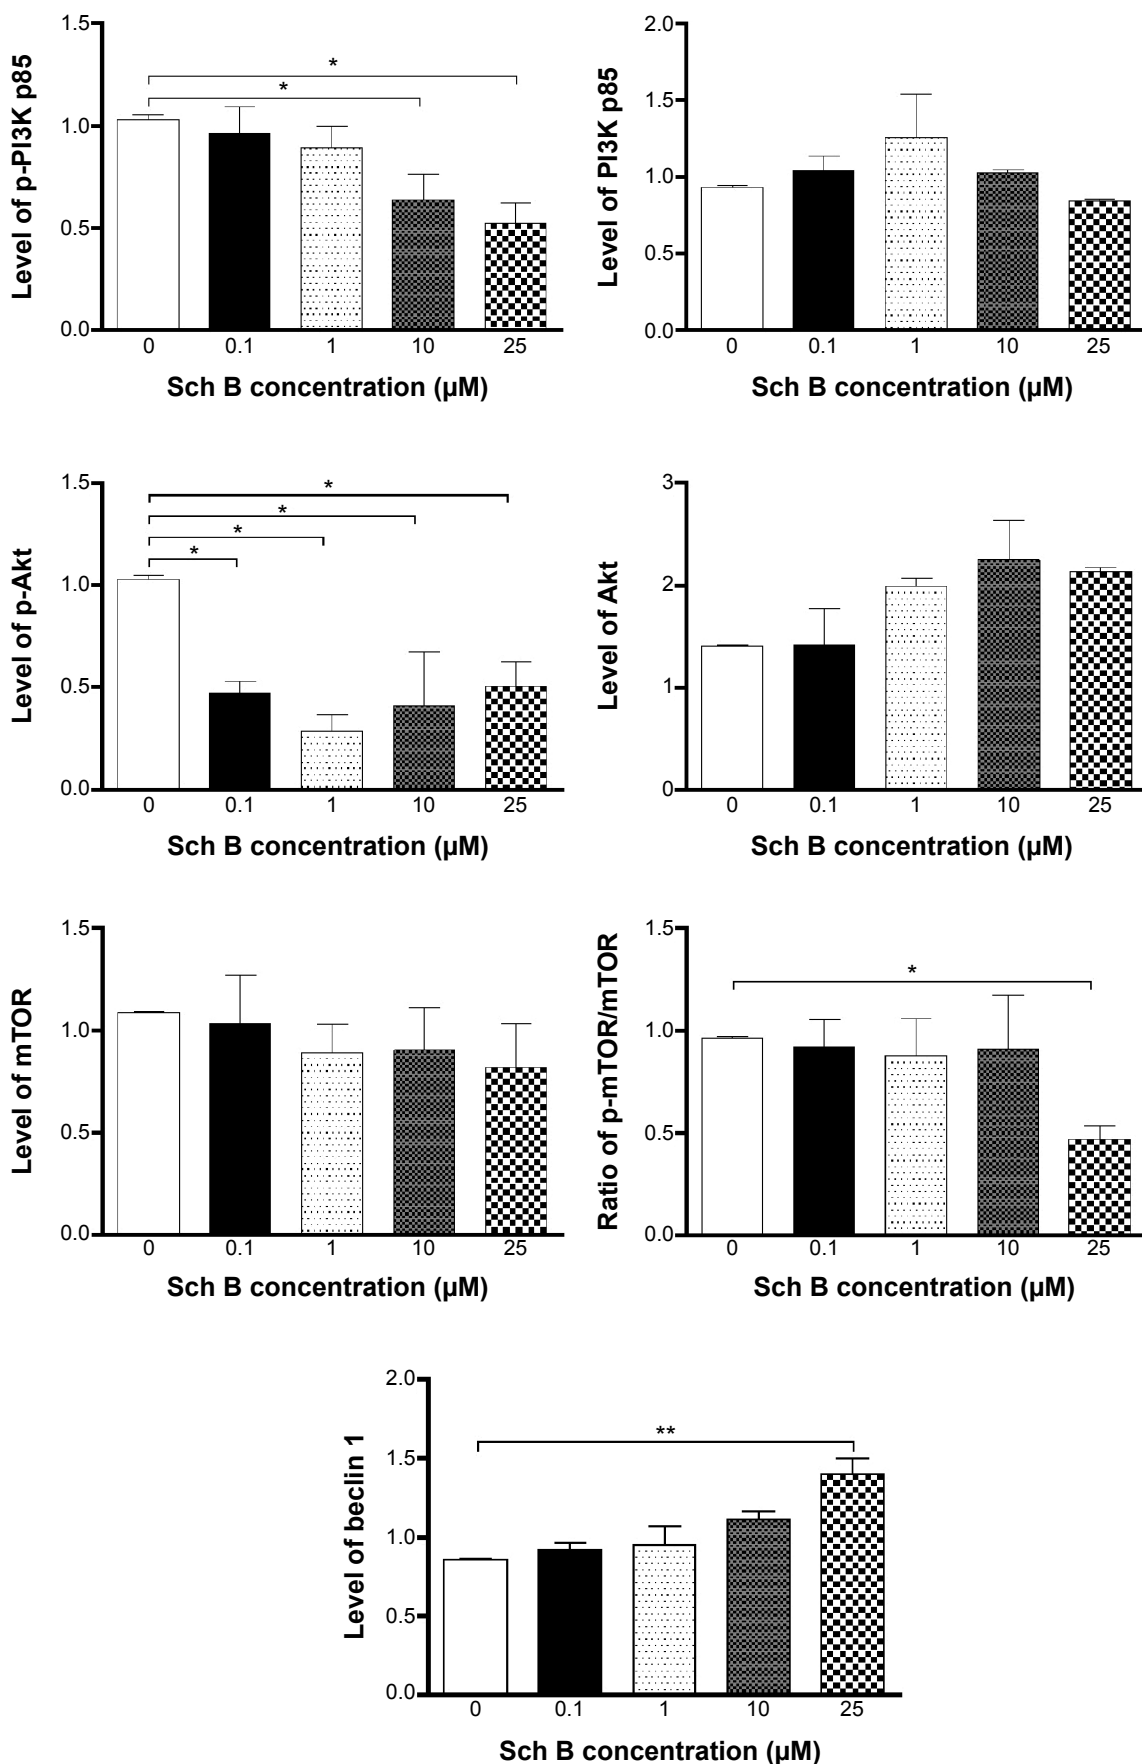 Level of p-PI3K p85
1.5
1.0
0.5
0.0
*
*
0 0.1 1 10 25
Sch B concentration (µM)
Level of PI3K p85
2.0
1.5
1.0
0.5
0.0
0 0.1 1 10 25
Sch B concentration (µM)
Level of p-Akt
1.5
1.0
0.5
0.0
*
*
*
*
0 0.1 1 10 25
Sch B concentration (µM)
Level of Akt
3
2
1
0
0 0.1 1 10 25
Sch B concentration (µM)
Level of mTOR
1.5
1.0
0.5
0.0
0 0.1 1 10 25
Sch B concentration (µM)
Ratio of p-mTOR/mTOR
1.5
1.0
0.5
0.0
*
0 0.1 1 10 25
Sch B concentration (µM)
Level of beclin 1
2.0
1.5
1.0
0.5
0.0
**
0 0.1 1 10 25
Sch B concentration (µM)